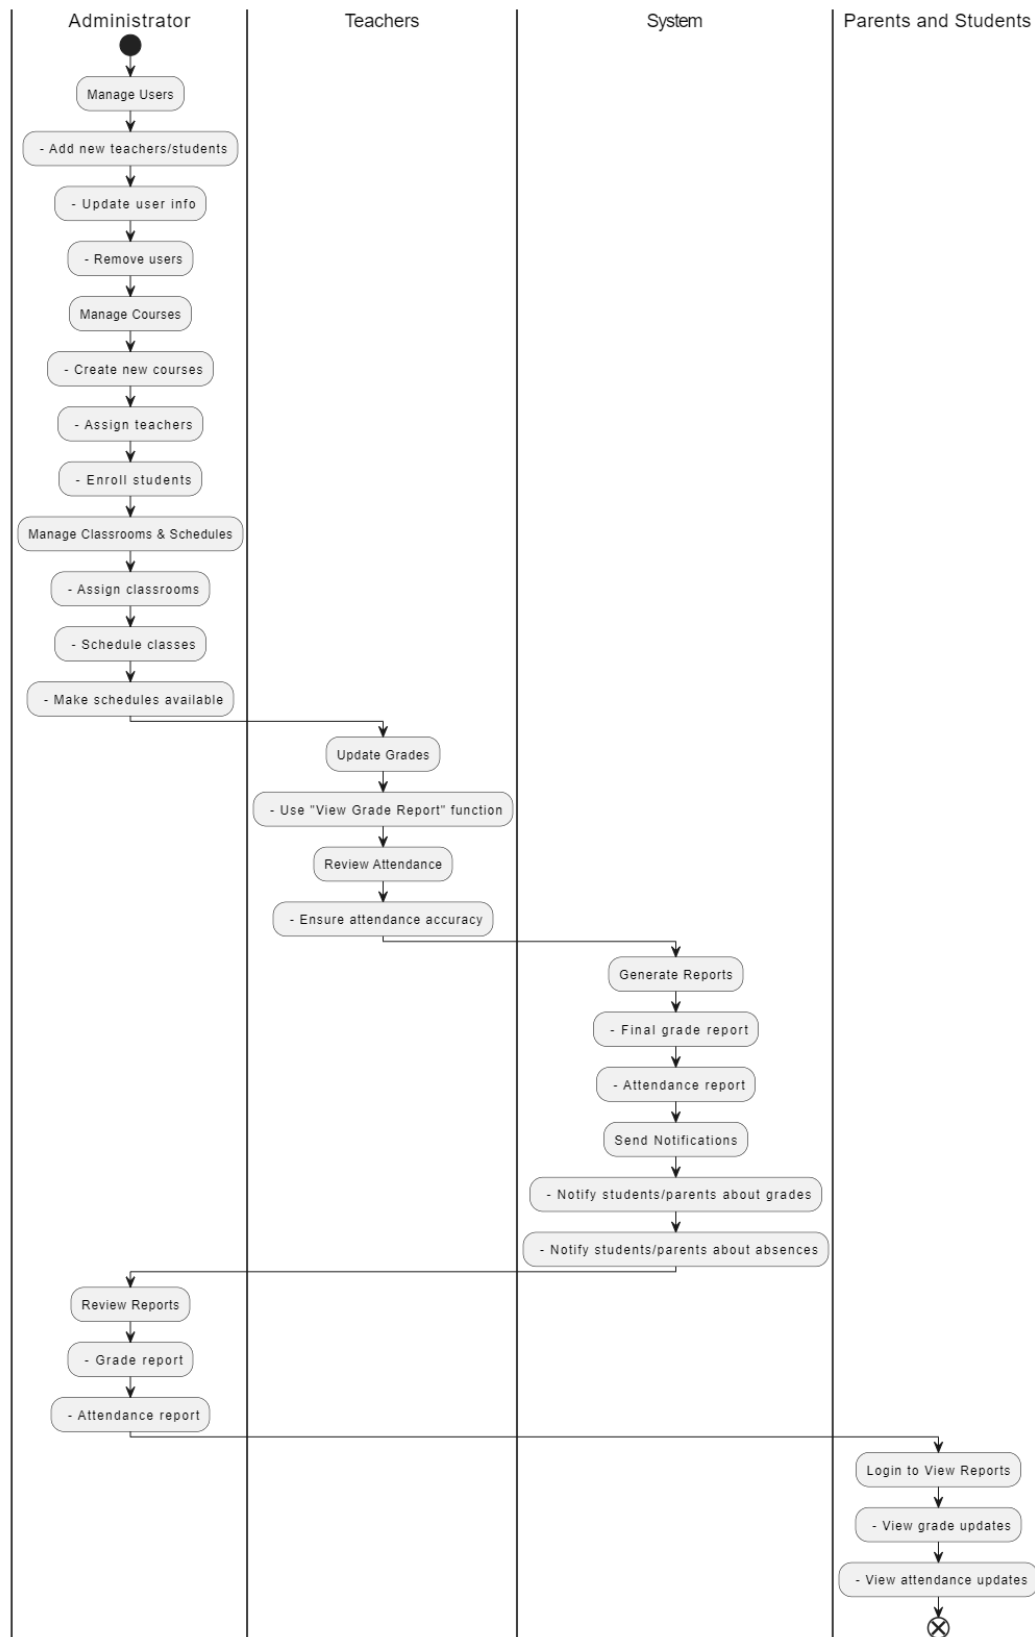 Administrator
Teachers
System
Parents and Students
Manage Users
- Add new teachers/students
- Update user info
- Remove users
Manage Courses
- Create new courses
- Assign teachers
- Enroll students
Manage Classrooms & Schedules
- Assign classrooms
- Schedule classes
- Make schedules available
Update Grades
- Use "View Grade Report" function
Review Attendance
- Ensure attendance accuracy
Generate Reports
- Final grade report
- Attendance report
Send Notifications
- Notify students/parents about grades
- Notify students/parents about absences
Review Reports
- Grade report
- Attendance report
Login to View Reports
- View grade updates
- View attendance updates